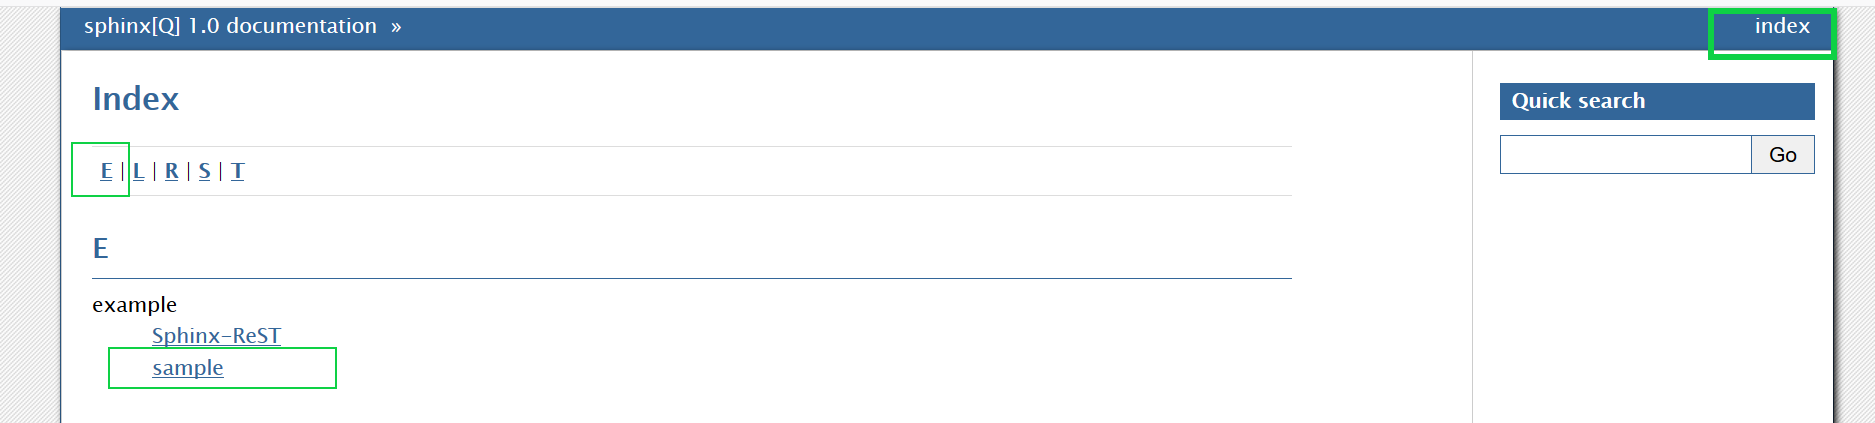 sphinx[Q] 1.0 documentation »
index
Index
Quick search
Go
E | L | R | S | T
E
example
Sphinx-ReST
sample